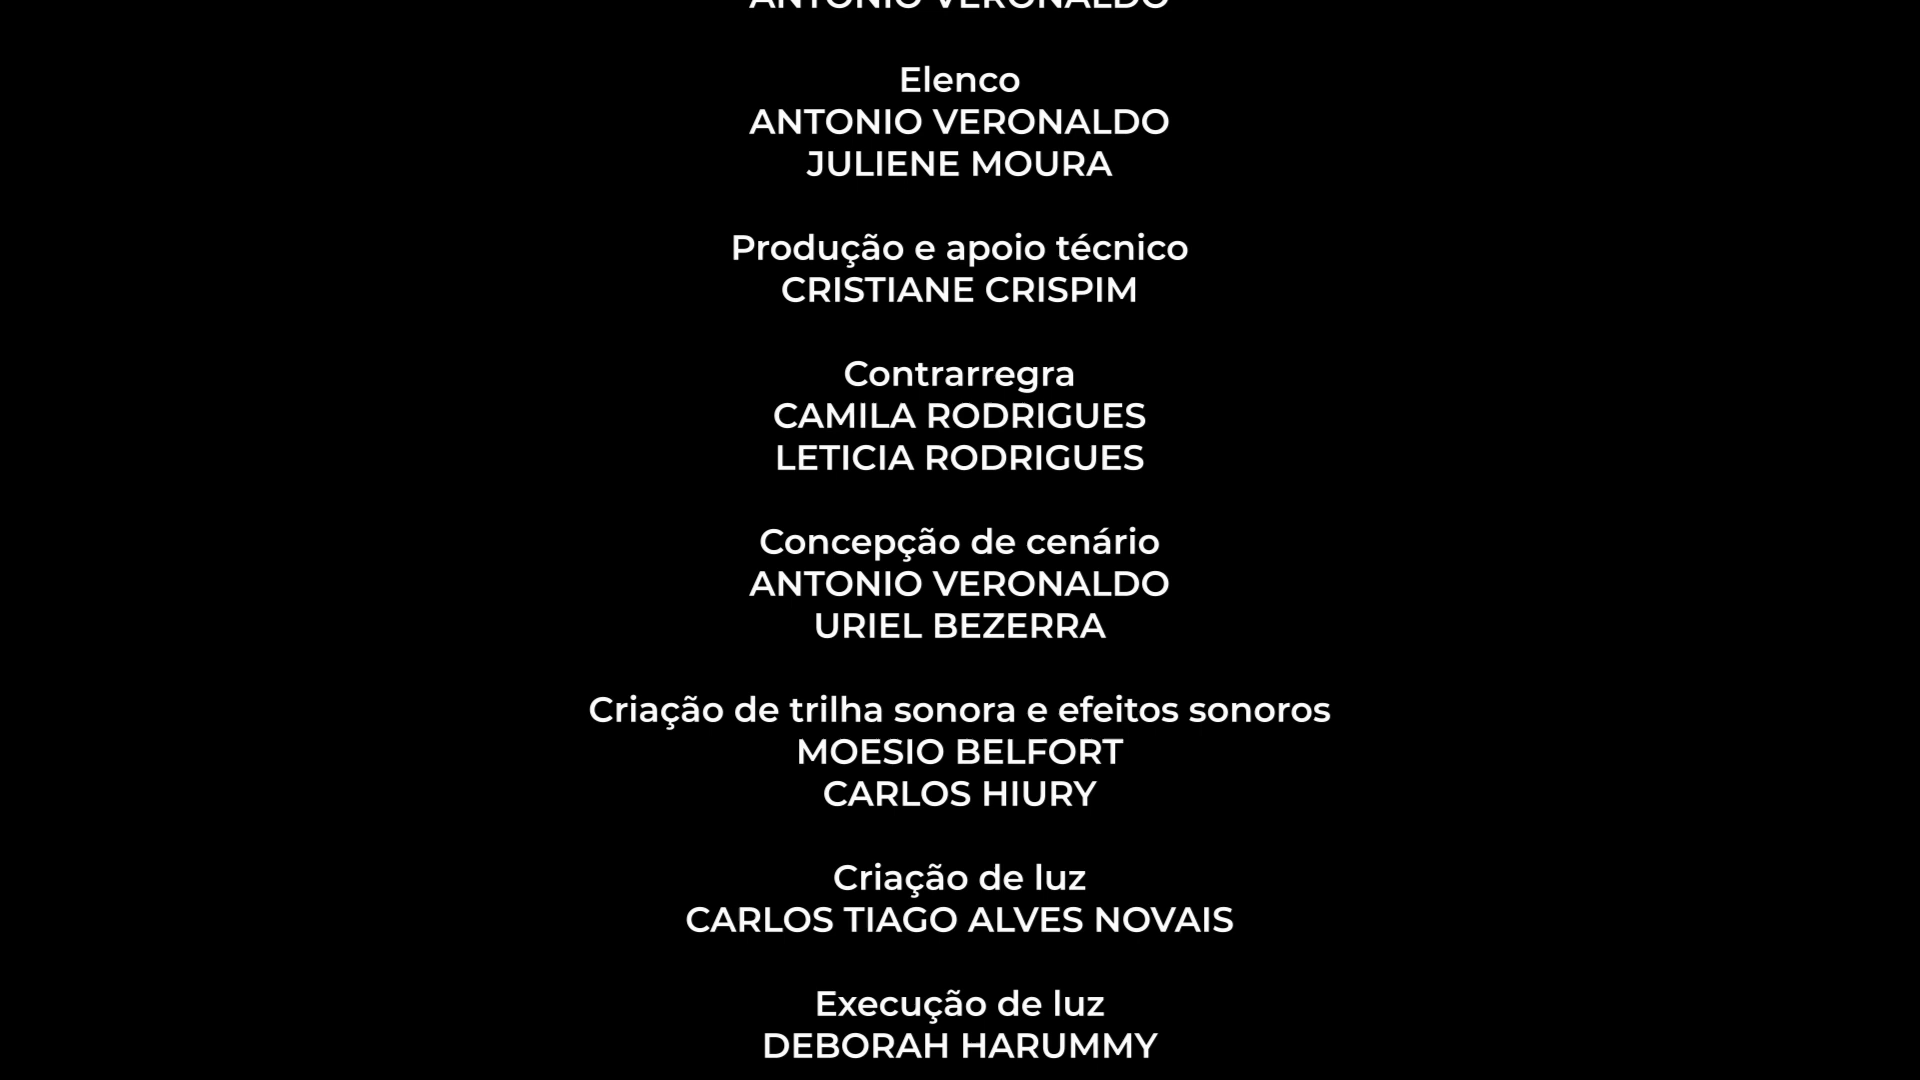 ANTONIO VERONALDO
Elenco
ANTONIO VERONALDO
JULIENE MOURA
Produção e apoio técnico
CRISTIANE CRISPIM
Contrarregra
CAMILA RODRIGUES
LETICIA RODRIGUES
Concepção de cenário
ANTONIO VERONALDO
URIEL BEZERRA
Criação de trilha sonora e efeitos sonoros
MOESIO BELFORT
CARLOS HIURY
Criação de luz
CARLOS TIAGO ALVES NOVAIS
Execução de luz
DEBORAH HARUMMY